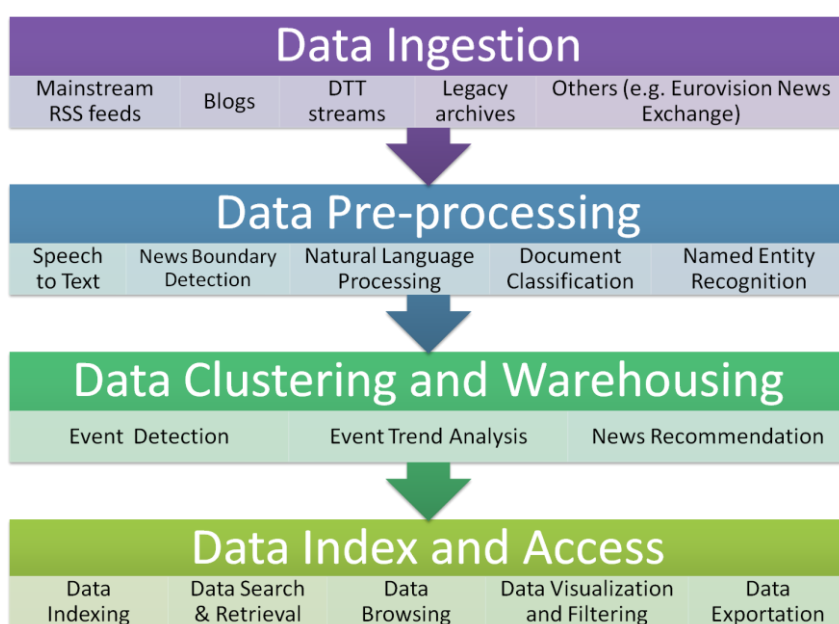 Data Ingestion
Mainstream
RSS feeds
Blogs
DTT
streams
Legacy
archives
Others (e.g. Eurovision News
Exchange)
Data Pre-processing
Speech
to Text
News Boundary
Detection
Natural Language
Processing
Document
Classification
Named Entity
Recognition
Data Clustering and Warehousing
Event Detection
Event Trend Analysis
News Recommendation
Data Index and Access
Data
Indexing
Data Search
& Retrieval
Data
Browsing
Data Visualization
and Filtering
Data
Exportation